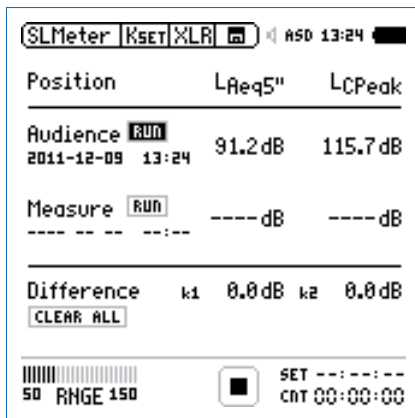 SLMeter KSET XLR ASD 13:24
Position LAeq5" LCPeak
Audience RUN 91.2dB 115.7dB
2011-12-09 13:24
Measure RUN ----dB ----dB
---- -- -- --:--
Difference k1 0.0dB k2 0.0dB
CLEAR ALL
SET --:--:--
50 RNGE 150 CNT 00:00:00